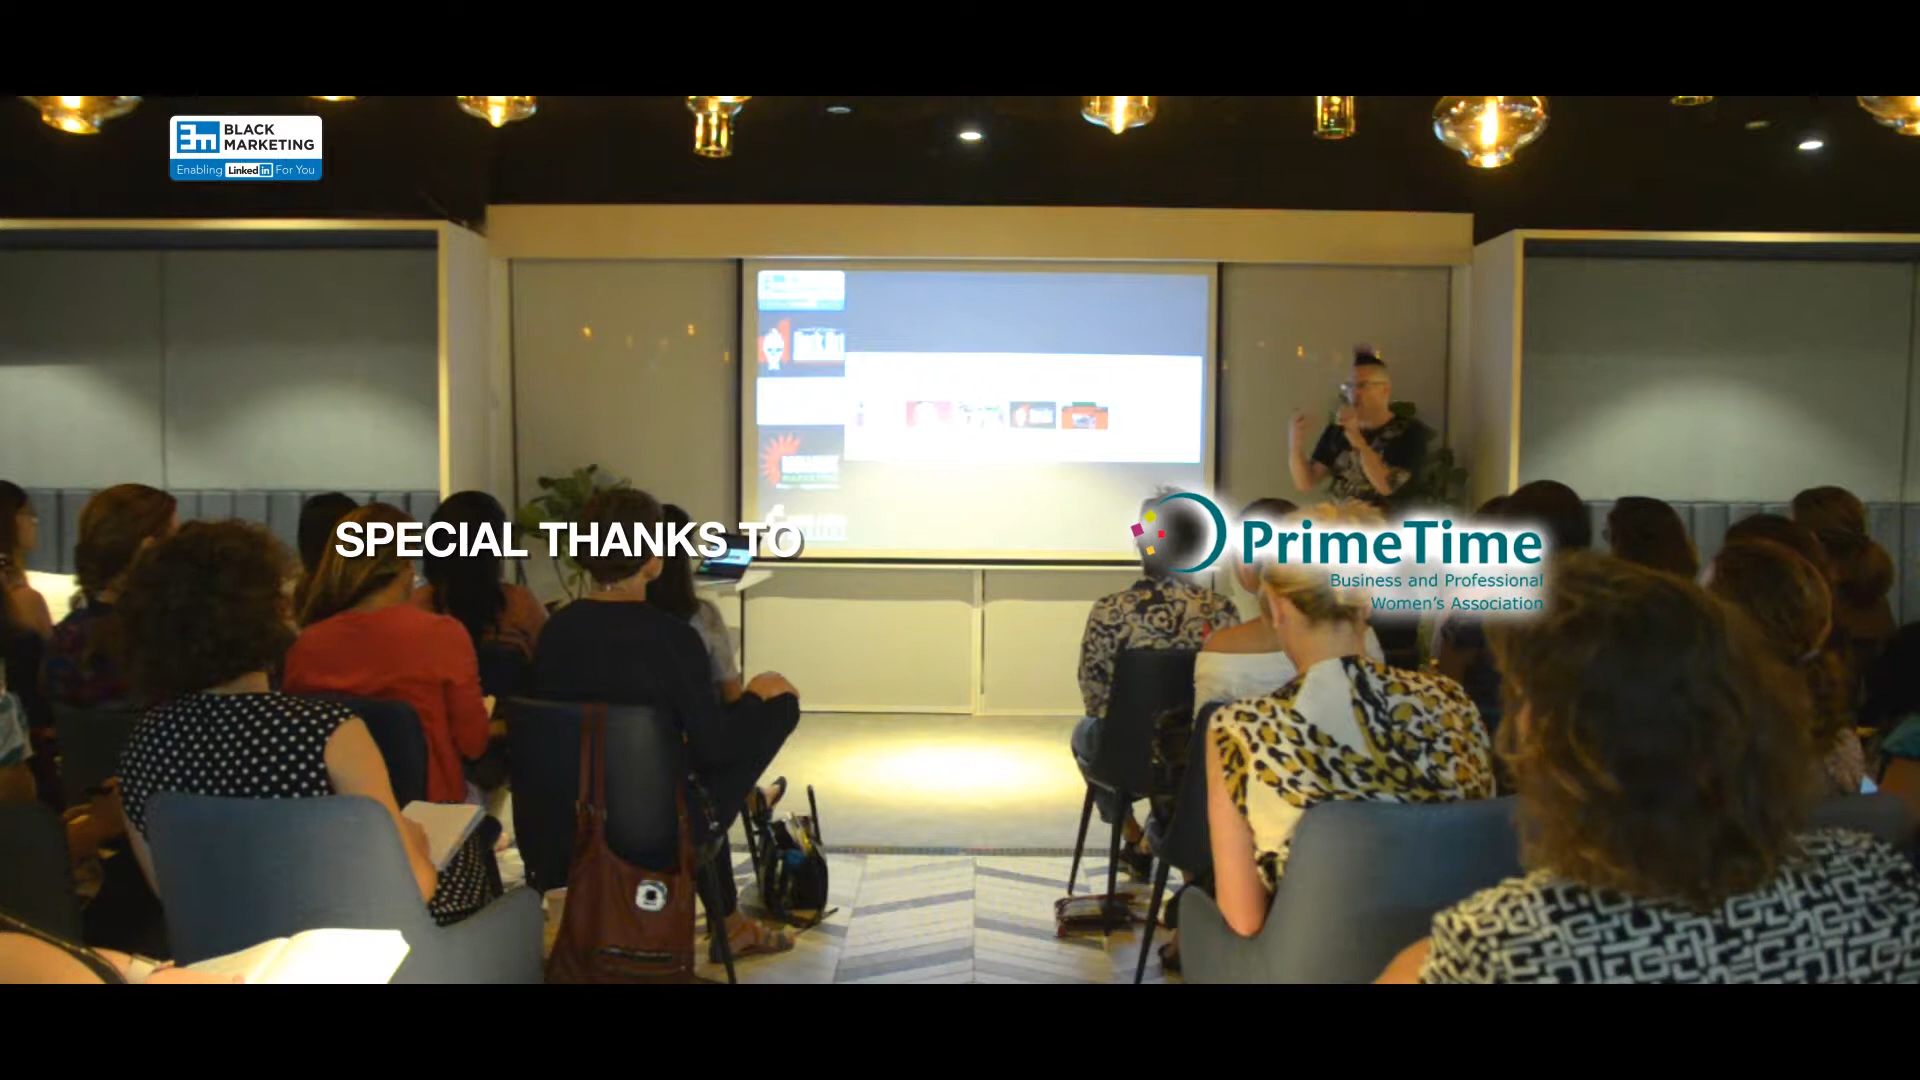 BLACK
MARKETING
Enabling Linked in For You
SPECIAL THANKS TO
PrimeTime
Business and Professional
Women's Association